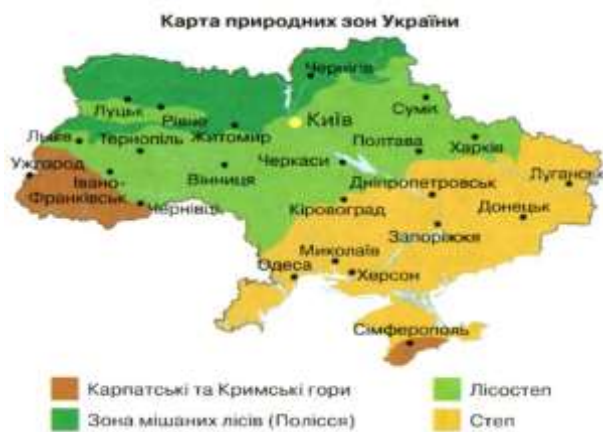 Карта природних зон України
Чернігів
Луцьк
Рівне
Житомир
Київ
Суми
Львів
Тернопіль
Полтава
Харків
Ужгород
Івано-
Франківськ
Вінниця
Черкаси
Чернівці
Кіровоград
Дніпропетровськ
Луганськ
Донецьк
Запоріжжя
Миколаїв
Одеса
Херсон
Сімферополь
Карпатські та Кримські гори
Лісостеп
Зона мішаних лісів (Полісся)
Степ